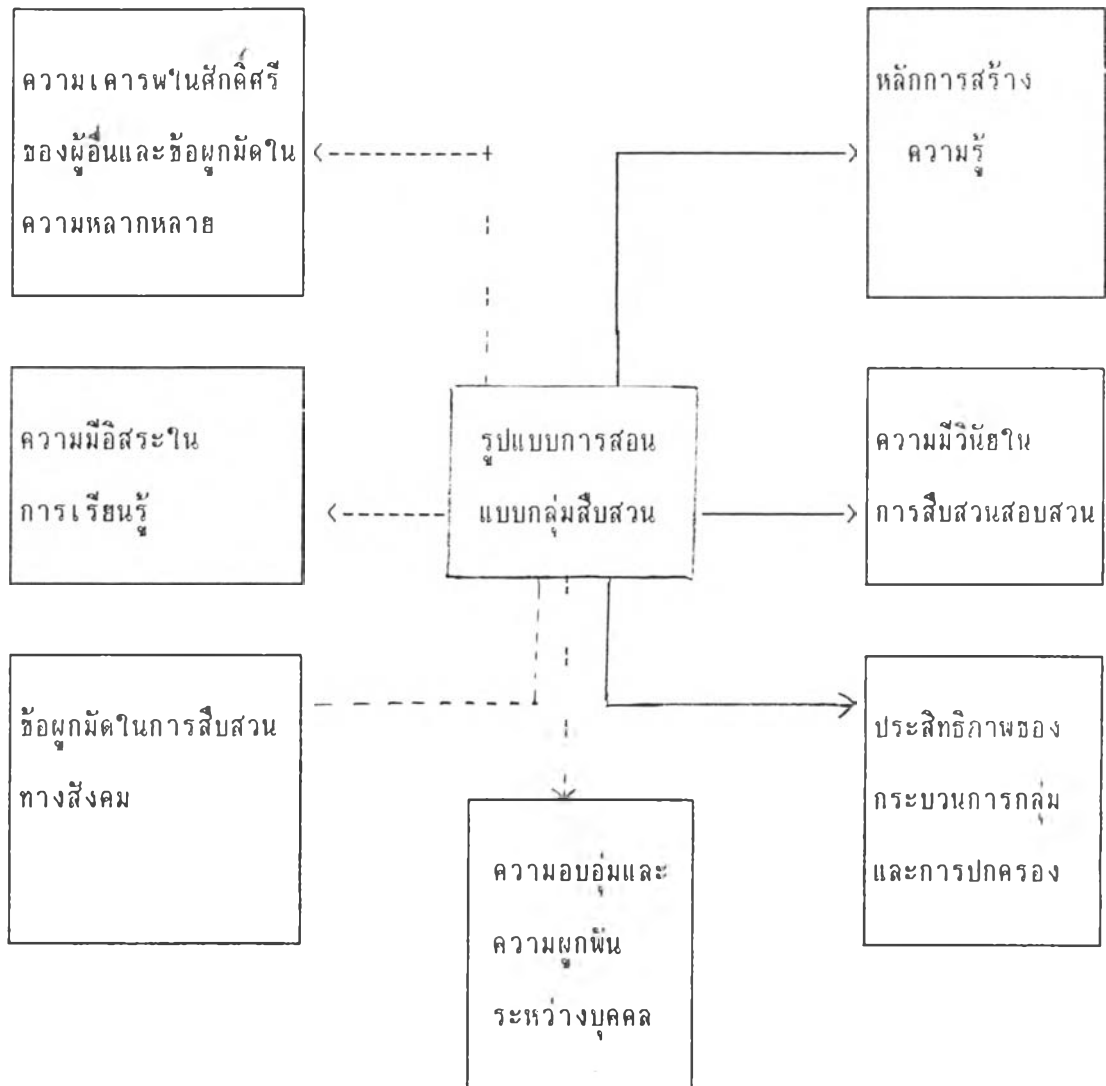 ความเคารพในศักดิ์ศรี
ของผู้อื่นและข้อผูกมัดใน
ความหลากหลาย
หลักการสร้าง
ความรู้
ความมีอิสระใน
การเรียนรู้
รูปแบบการสอน
แบบกลุ่มสืบสวน
ความมีวินัยใน
การสืบสวนสอบสวน
ข้อผูกมัดในการสืบสวน
ทางสังคม
ความอบอุ่มและ
ความผูกพัน
ระหว่างบุคคล
ประสิทธิภาพของ
กระบวนการกลุ่ม
และการปกครอง